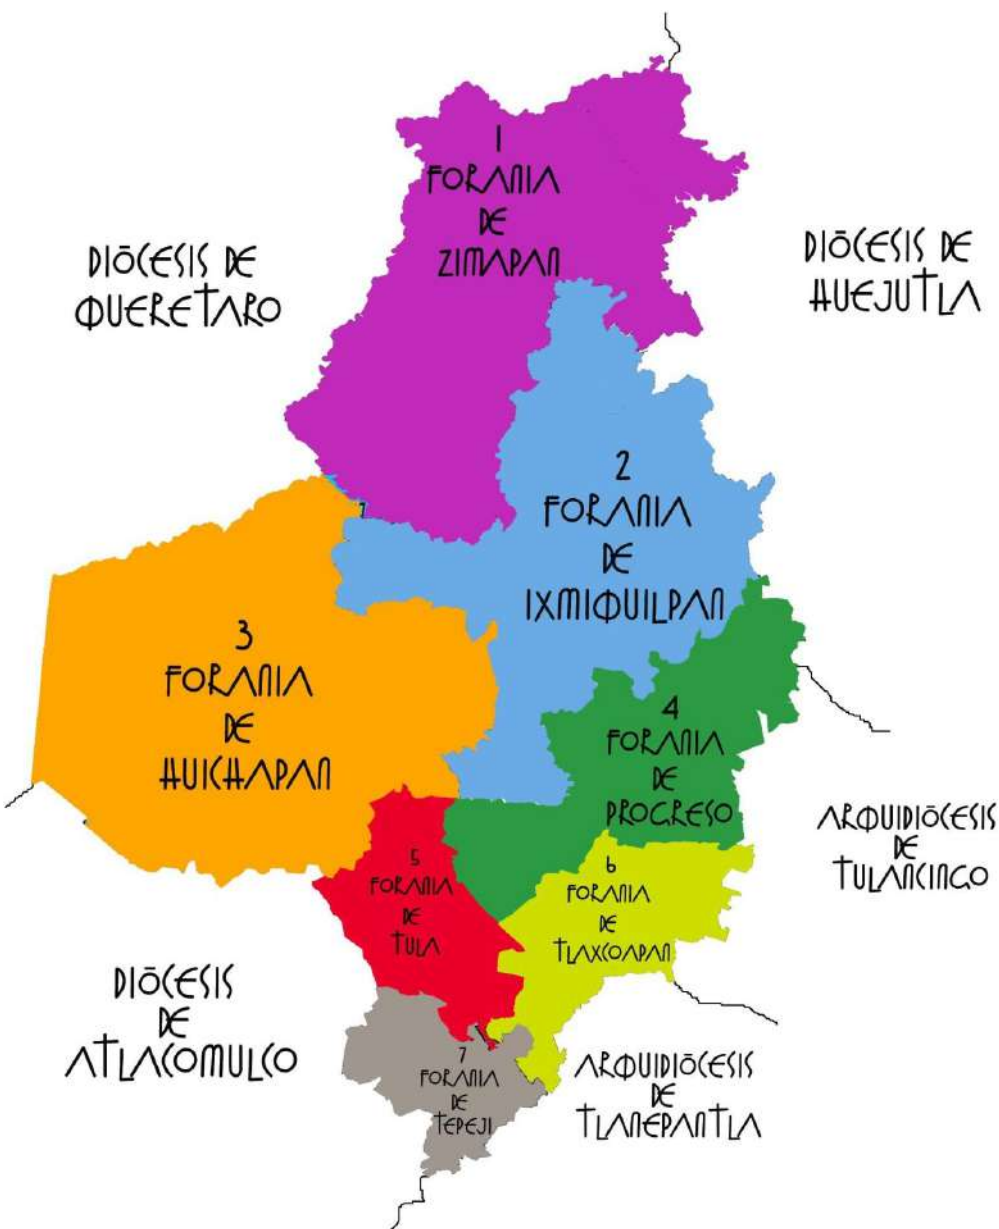 1
FORANIA
DE
ZIMAPAN
DIÓCESIS DE
QUERETARO
DIÓCESIS DE
HUEJUTLA
2
FORANIA
DE
IXMIQUILPAN
7
3
FORANIA
DE
HUICHAPAN
4
FORANIA
DE
PROGRESO
ARQUIDIÓCESIS
DE
TULANCINGO
5
FORANIA
DE
TULA
6
FORANIA
DE
TLAXCOAPAN
DIÓCESIS
DE
ATLACOMULCO
7
FORANIA
DE
TEPEJI
ARQUIDIÓCESIS
DE
TLANEPANTLA